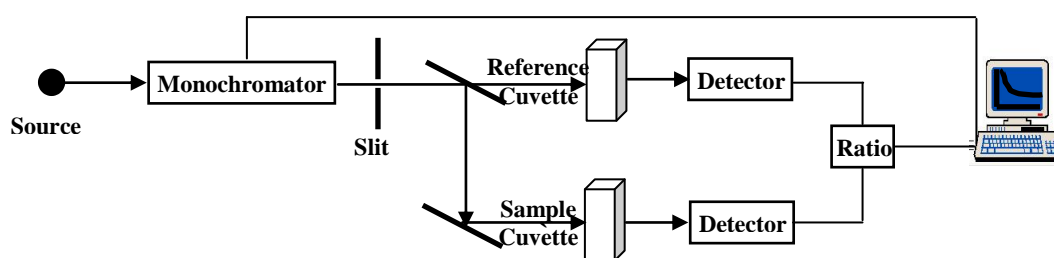 Source
Monochromator
Slit
Reference
Cuvette
Detector
Ratio
Sample
Cuvette
Detector